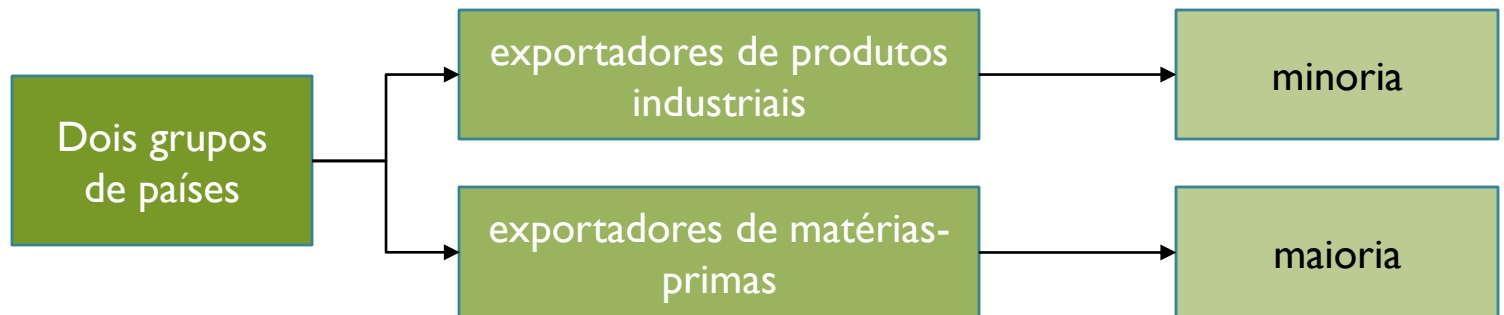 Dois grupos
de países
exportadores de produtos
industriais
minoria
exportadores de matérias-
primas
maioria